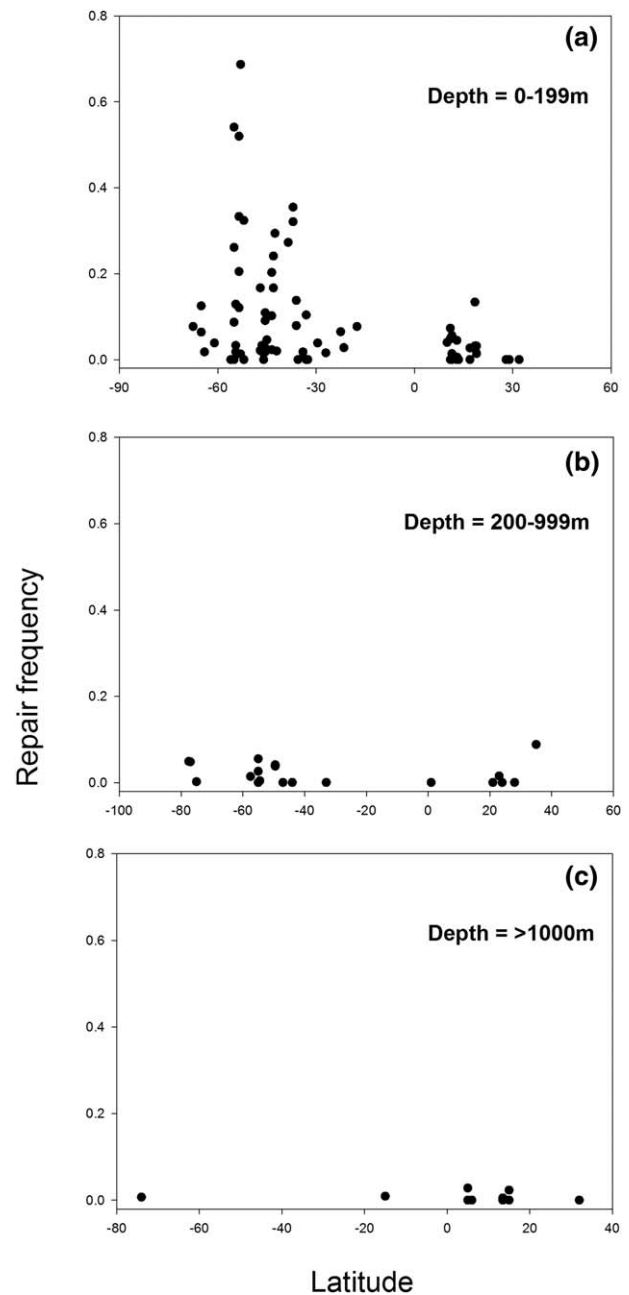 Repair frequency
(a)
Depth = 0-199m
0.8
0.6
0.4
0.2
0.0
-90 -60 -30 0 30 60
(b)
Depth = 200-999m
0.8
0.6
0.4
0.2
0.0
-100 -80 -60 -40 -20 0 20 40 60
(c)
Depth = >1000m
0.8
0.6
0.4
0.2
0.0
-80 -60 -40 -20 0 20 40
Latitude